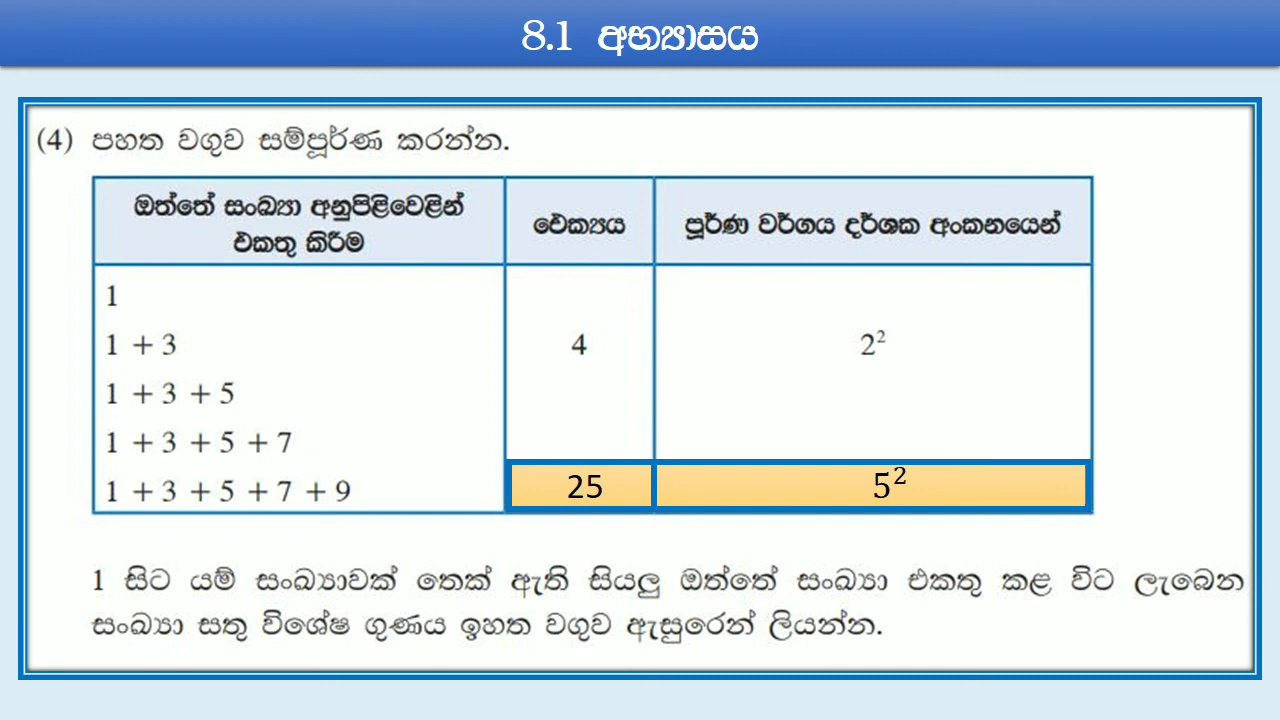 8.1 අභ්‍යාසය
(4) පහත වගුව සම්පූර්ණ කරන්න.
ඔත්තේ සංඛ්‍යා අනුපිළිවෙළින්
එකතු කිරීම
ඓක්‍යය
පූර්ණ වර්ගය දර්ශක අංකනයෙන්
1
1 + 3 4 2²
1 + 3 + 5
1 + 3 + 5 + 7
1 + 3 + 5 + 7 + 9 25 5²
1 සිට යම් සංඛ්‍යාවක් තෙක් ඇති සියලු ඔත්තේ සංඛ්‍යා එකතු කළ විට ලැබෙන
සංඛ්‍යා සතු විශේෂ ගුණය ඉහත වගුව ඇසුරෙන් ලියන්න.